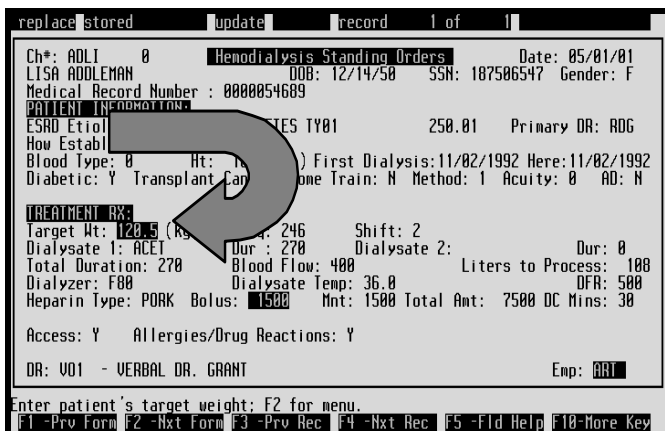 replace stored update record 1 of 1
Ch#: ADLI 0 Hemodialysis Standing Orders Date: 05/01/01
LISA ADDLEMAN DOB: 12/14/50 SSN: 187506547 Gender: F
Medical Record Number : 0000054689
PATIENT INFORMATION:
ESRD Etiol TY01 250.01 Primary DR: RDG
How Establ
Blood Type: 0 Ht: ) First Dialysis:11/02/1992 Here:11/02/1992
Diabetic: Y Transplant Can ome Train: N Method: 1 Acuity: 0 AD: N
TREATMENT RX:
Target Wt: 120.5 (Kg : 246 Shift: 2
Dialysate 1: ACET Dur : 270 Dialysate 2: Dur: 0
Total Duration: 270 Blood Flow: 400 Liters to Process: 108
Dialyzer: F80 Dialysate Temp: 36.0 DFR: 500
Heparin Type: PORK Bolus: 1500 Mnt: 1500 Total Amt: 7500 DC Mins: 30
Access: Y Allergies/Drug Reactions: Y
DR: VO1 - VERBAL DR. GRANT Emp: ART
Enter patient's target weight; F2 for menu.
F1 -Prv Form F2 -Nxt Form F3 -Prv Rec F4 -Nxt Rec F5 -Fld Help F10-More Key